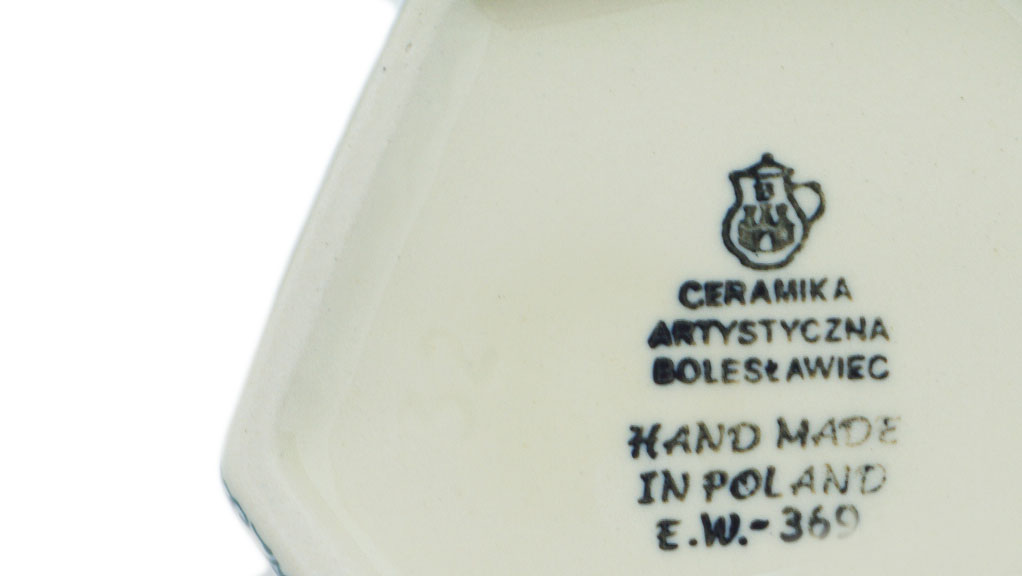 CERAMIKA
ARTYSTYCZNA
BOLESŁAWIEC
HAND MADE
IN POLAND
E.W.-369